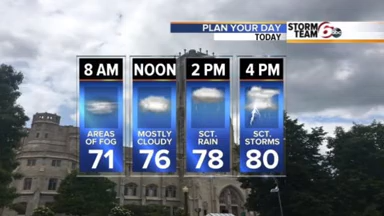 PLAN YOUR DAY
TODAY
STORM
TEAM 6 abc
8 AM NOON 2 PM 4 PM
AREAS OF FOG MOSTLY CLOUDY SCT. RAIN SCT. STORMS
71 76 78 80